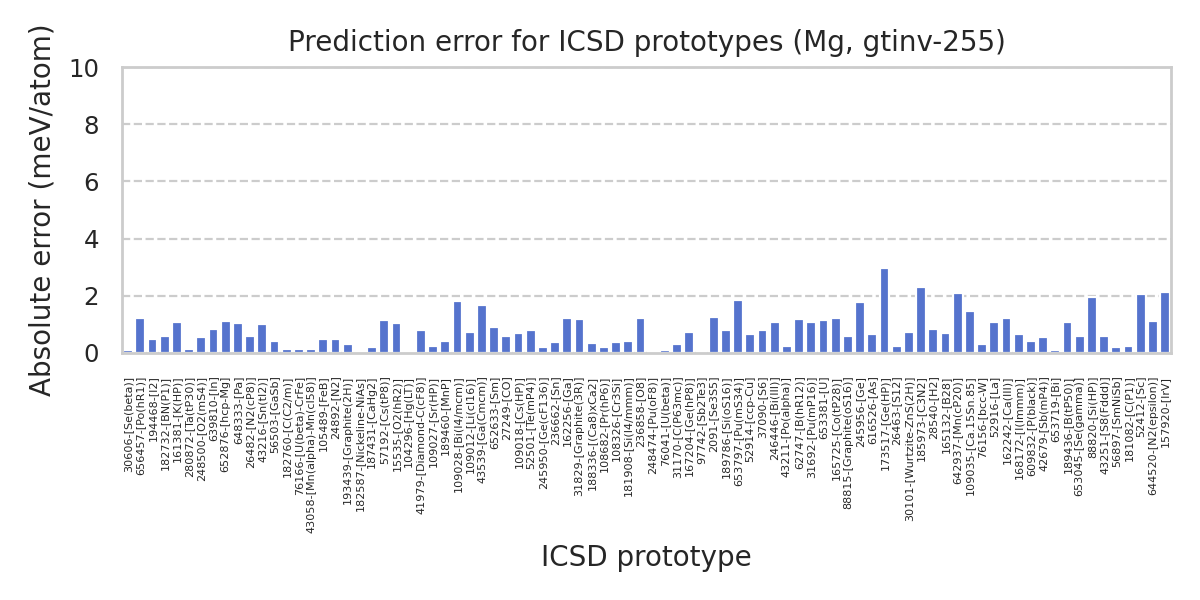 Prediction error for ICSD prototypes (Mg, gtinv-255)
Absolute error (meV/atom)
10
8
6
4
2
0
306006-[Se(beta)]
656457-[Po(hR1)]
194468-[I2]
182732-[BN(P1)]
16381-[K(HP)]
280872-[Ta(tP30)]
248500-[O2(mS4)]
639810-[In]
652876-[hcp-Mg]
648333-[Pa]
26482-[N2(cP8)]
43216-[Sn(tI2)]
56503-[GaSb]
182760-[C(C2/m)]
76166-[U(beta)-CrFe]
43058-[Mn(alpha)-Mn(cI58)]
105489-[FeB]
24892-[N2]
193439-[Graphite(2H)]
182587-[Nickeline-NiAs]
187431-[CaHg2]
57192-[Cs(tP8)]
15535-[O2(hR2)]
104296-[Hg(LT)]
41979-[Diamond-C(cF8)]
109027-[Sr(HP)]
189460-[MnP]
109028-[Bi(I4/mcm)]
109012-[Li(cI16)]
43539-[Ga(Cmcm)]
652633-[Sm]
27249-[CO]
109018-[Cs(HP)]
52501-[Te(mP4)]
245950-[Ge(cF136)]
236662-[Sn]
162256-[Ga]
31829-[Graphite(3R)]
188336-[(Ca8)xCa2]
108682-[Pr(hP6)]
108326-[Cr3Si]
181908-[Si(I4/mmm)]
236858-[O8]
248474-[Pu(oF8)]
76041-[U(beta)]
31170-[C(P63mc)]
167204-[Ge(hP8)]
97742-[Sb2Te3]
2091-[Se3S5]
189786-[Si(oS16)]
653797-[Pu(mS34)]
52914-[ccp-Cu]
37090-[S6]
246446-[Bi(III)]
43211-[Po(alpha)]
62747-[B(hR12)]
31692-[Pu(mP16)]
653381-[U]
165725-[Co(tP28)]
88815-[Graphite(oS16)]
245956-[Ge]
616526-[As]
173517-[Ge(HP)]
26463-[S12]
30101-[Wurtzite-ZnS(2H)]
185973-[C3N2]
28540-[H2]
165132-[B28]
642937-[Mn(cP20)]
109035-[Ca.15Sn.85]
76156-[bcc-W]
52916-[La]
162242-[Ca(III)]
168172-[I(Immm)]
609832-[P(black)]
42679-[Sb(mP4)]
653719-[Bi]
189436-[B(tP50)]
653045-[Se(gamma)]
88820-[Si(HP)]
43251-[S8(Fddd)]
56897-[SmNiSb]
181082-[C(P1)]
52412-[Sc]
644520-[N2(epsilon)]
157920-[IrV]
ICSD prototype